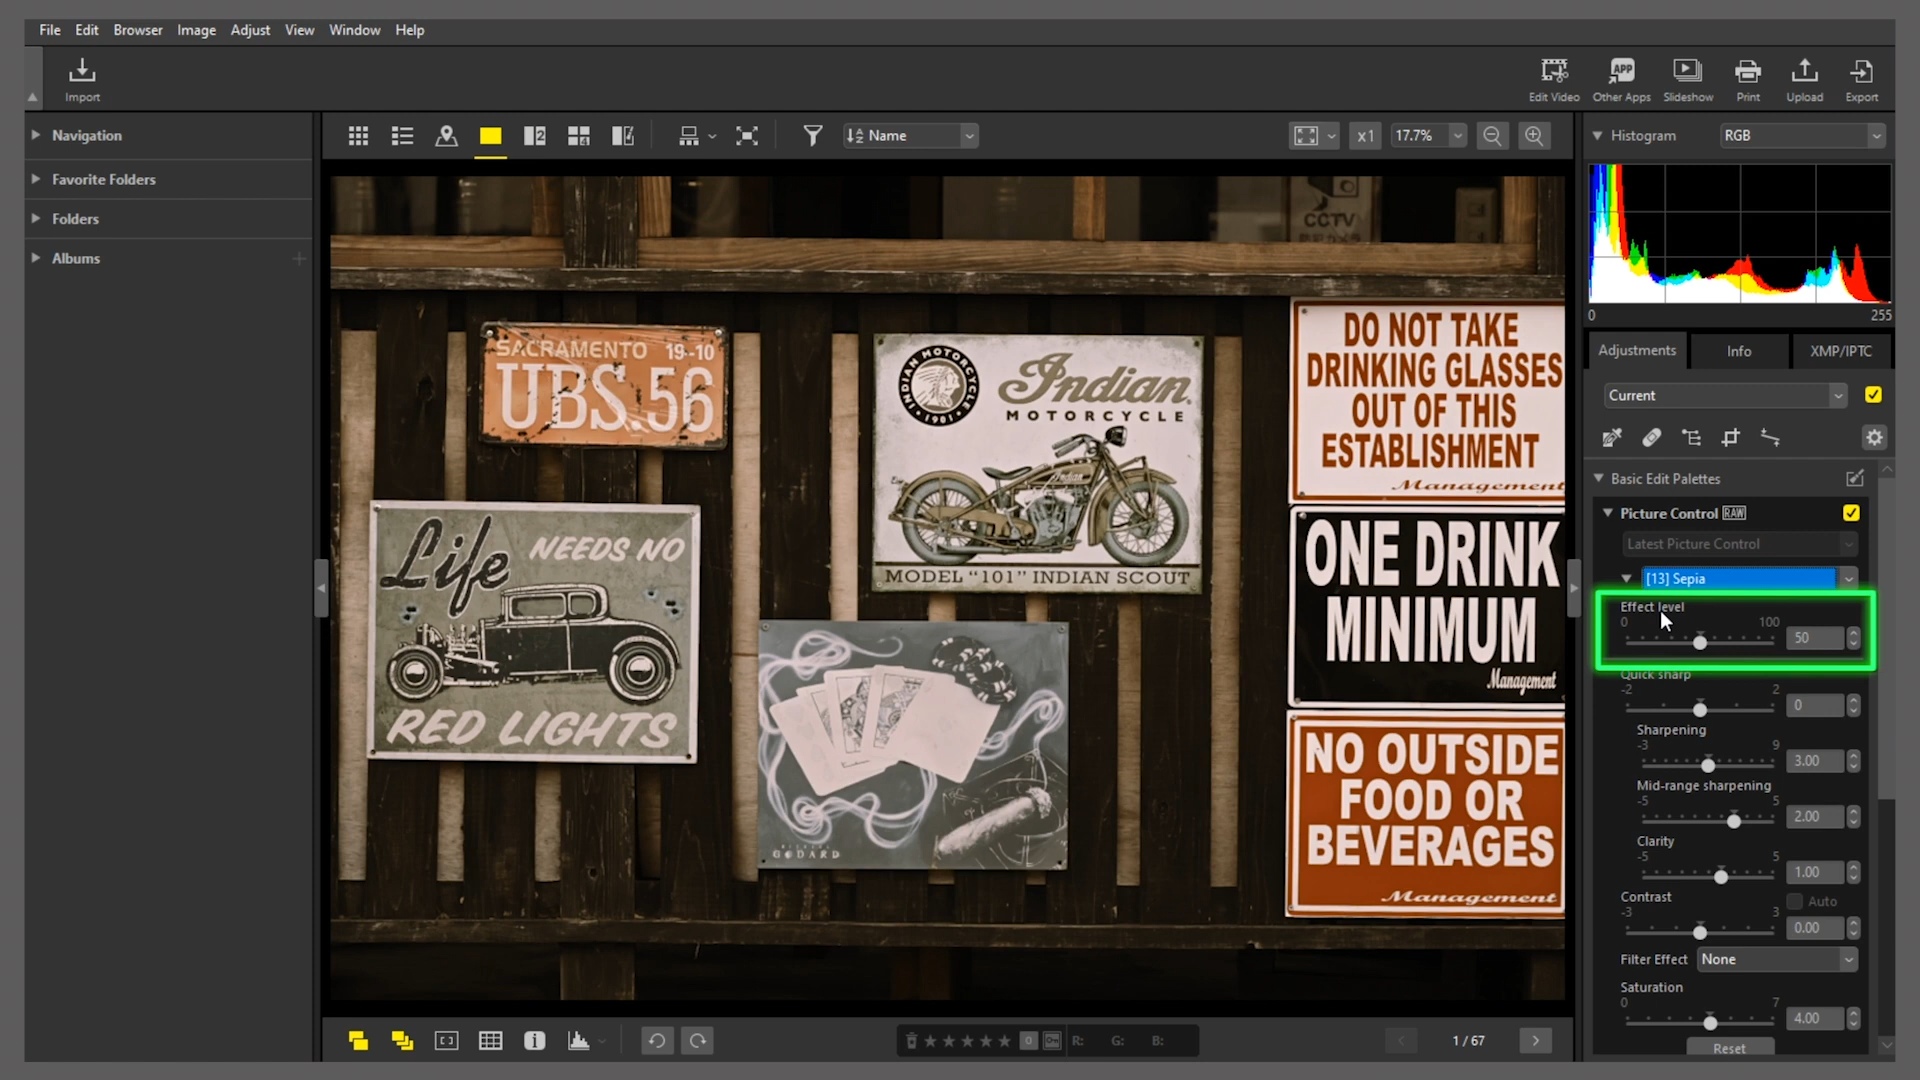 File Edit Browser Image Adjust View Window Help
Import
Edit Video Other Apps Slideshow Print Upload Export
APP
Navigation
Favorite Folders
Folders
Albums
2
4
Name
x1
17.7%
Histogram
RGB
0 255
Adjustments Info XMP/IPTC
Current
Basic Edit Palettes
Picture Control RAW
Latest Picture Control
[13] Sepia
Effect level
0 100
50
Quick sharp
-2 2
0
Sharpening
-3 9
3.00
Mid-range sharpening
-5 5
2.00
Clarity
-5 5
1.00
Contrast
Auto
-3 3
0.00
Filter Effect None
Saturation
0 7
4.00
Reset
CCTV
SACRAMENTO 19-10
UBS.56
INDIAN MOTORCYCLE
1901
Indian
MOTORCYCLE
Indian
MODEL "101" INDIAN SCOUT
Life
NEEDS NO
RED LIGHTS
GODARD
DO NOT TAKE
DRINKING GLASSES
OUT OF THIS
ESTABLISHMENT
Management
ONE DRINK
MINIMUM
Management
NO OUTSIDE
FOOD OR
BEVERAGES
Management
0
R: G: B:
1 / 67